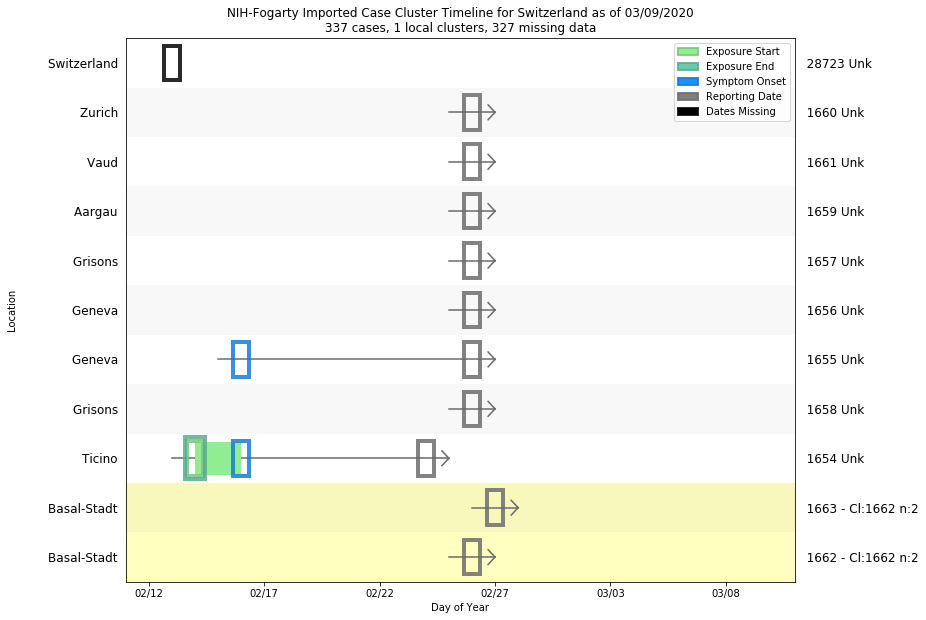 NIH-Fogarty Imported Case Cluster Timeline for Switzerland as of 03/09/2020
337 cases, 1 local clusters, 327 missing data
Exposure Start
Exposure End
Symptom Onset
Reporting Date
Dates Missing
Location
Switzerland 28723 Unk
Zurich 1660 Unk
Vaud 1661 Unk
Aargau 1659 Unk
Grisons 1657 Unk
Geneva 1656 Unk
Geneva 1655 Unk
Grisons 1658 Unk
Ticino 1654 Unk
Basal-Stadt 1663 - Cl:1662 n:2
Basal-Stadt 1662 - Cl:1662 n:2
02/12 02/17 02/22 02/27 03/03 03/08
Day of Year